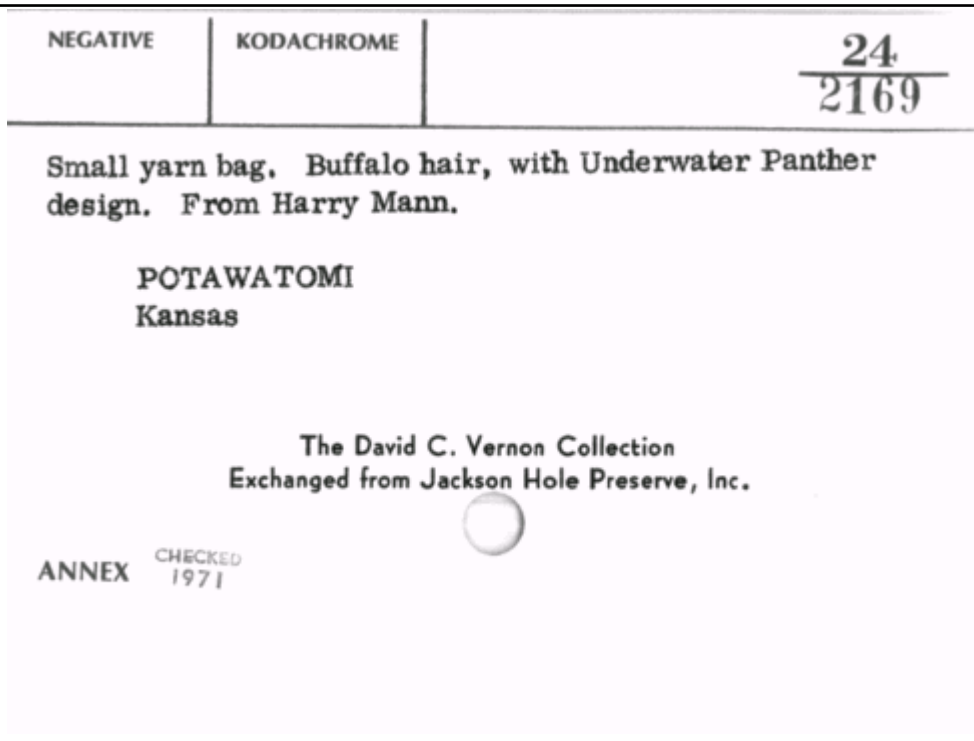 NEGATIVE KODACHROME 24
2169
Small yarn bag. Buffalo hair, with Underwater Panther
design. From Harry Mann.
POTAWATOMI
Kansas
The David C. Vernon Collection
Exchanged from Jackson Hole Preserve, Inc.
CHECKED
ANNEX 1971